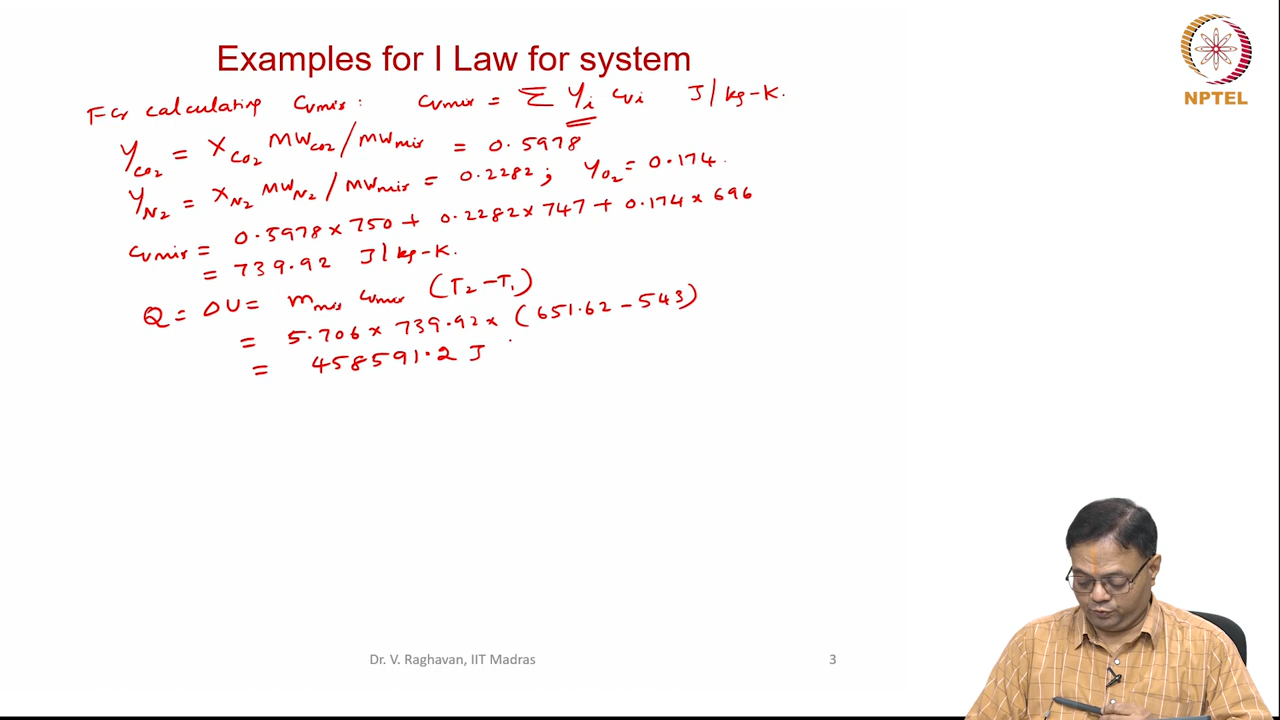 Examples for I Law for system
NPTEL
For calculating Cvmix: Cvmix = Σ Yi cvi J/kg-K.
YCO2 = XCO2 MWCO2/MWmix = 0.5978
YN2 = XN2 MWN2/MWmix = 0.2282; YO2 = 0.174.
Cvmix = 0.5978 × 750 + 0.2282 × 747 + 0.174 × 696
= 739.92 J/kg-K.
Q = ΔU = mmix Cvmix (T2-T1)
= 5.706 × 739.92 × (651.62 - 543)
= 458591.2 J
Dr. V. Raghavan, IIT Madras
3